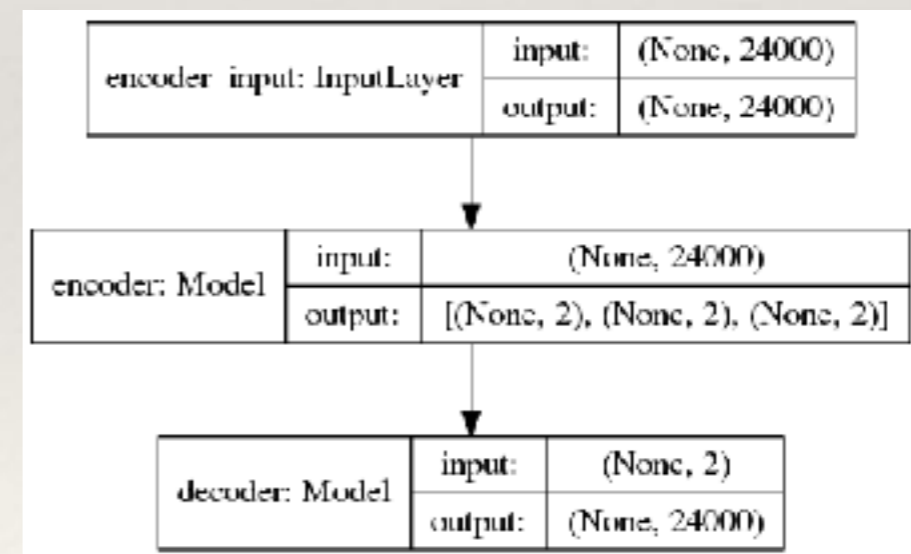 encoder_input: InputLayer
input: (None, 24000)
output: (None, 24000)
encoder: Model
input: (None, 24000)
output: [(None, 2), (None, 2), (None, 2)]
decoder: Model
input: (None, 2)
output: (None, 24000)